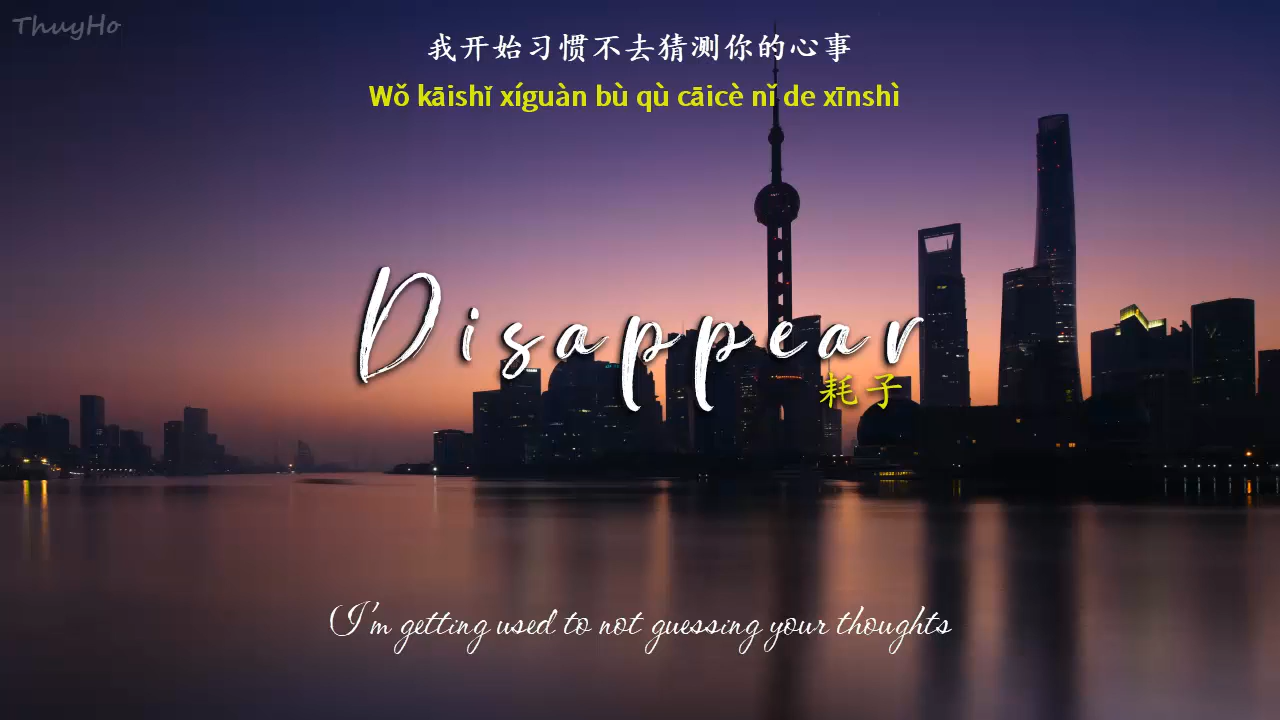 ThuyHo
我开始习惯不去猜测你的心事
Wǒ kāishǐ xíguàn bù qù cāicè nǐ de xīnshì
Disappear
耗子
I'm getting used to not guessing your thoughts